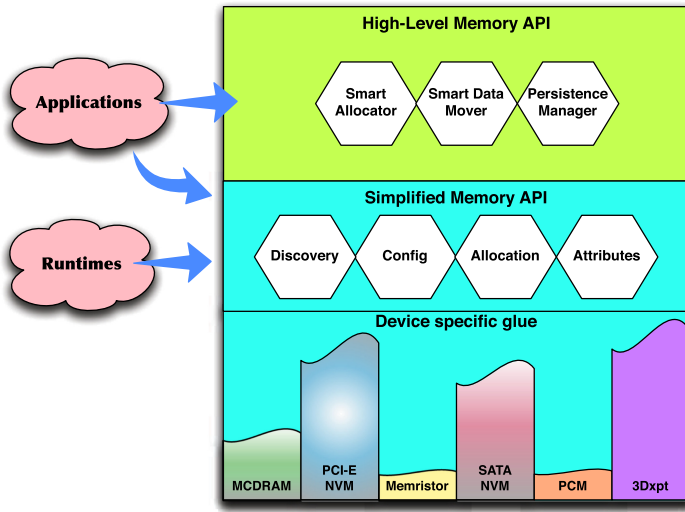 High-Level Memory API
Smart
Allocator
Smart Data
Mover
Persistence
Manager
Applications
Simplified Memory API
Discovery
Config
Allocation
Attributes
Runtimes
Device specific glue
MCDRAM
PCI-E
NVM
Memristor
SATA
NVM
PCM
3Dxpt